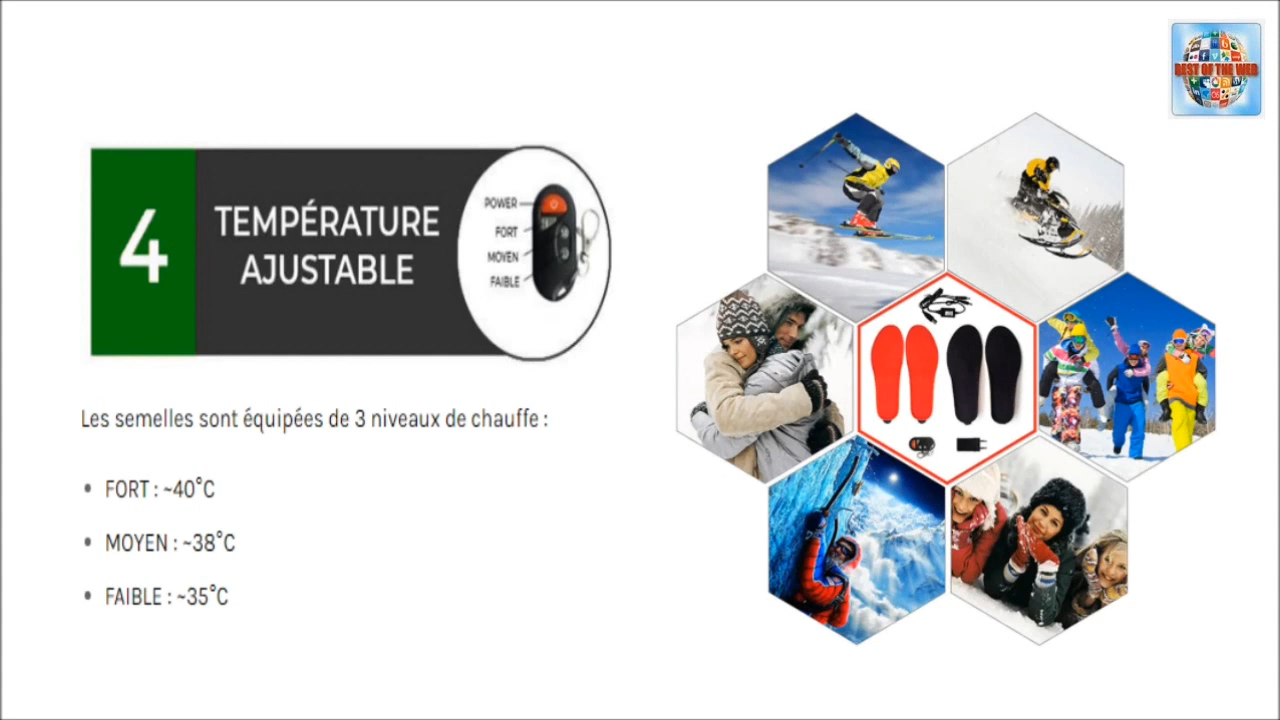 BEST OF THE WEB
4
TEMPÉRATURE
AJUSTABLE
POWER
FORT
MOYEN
FAIBLE
Les semelles sont équipées de 3 niveaux de chauffe :
• FORT : ~40°C
• MOYEN : ~38°C
• FAIBLE : ~35°C